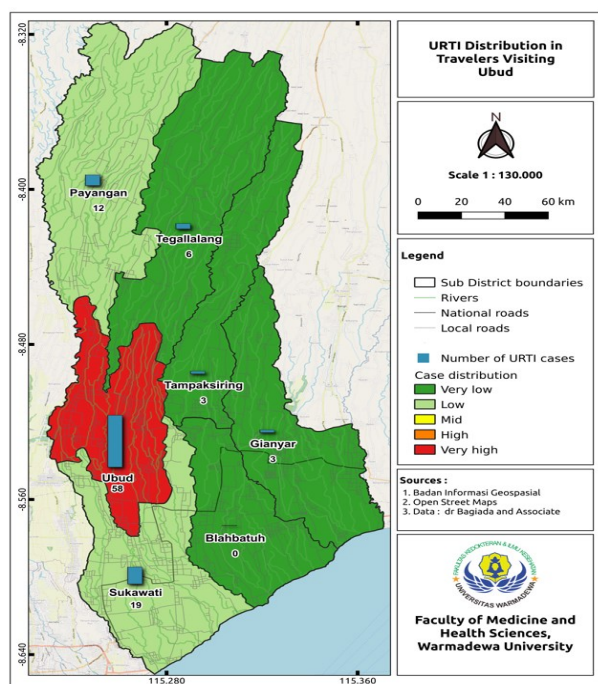 URTI Distribution in
Travelers Visiting
Ubud
N
Scale 1 : 130.000
0 20 40 60 km
Legend
Sub District boundaries
Rivers
National roads
Local roads
Number of URTI cases
Case distribution
Very low
Low
Mid
High
Very high
Sources :
1. Badan Informasi Geospasial
2. Open Street Maps
3. Data : dr Bagiada and Associate
FAKULTAS KEDOKTERAN & ILMU KESEHATAN
UNIVERSITAS WARMADEWA
Faculty of Medicine and
Health Sciences,
Warmadewa University
-8.320
-8.400
-8.480
-8.560
-8.640
115.280
115.360
Payangan
12
Tegallalang
6
Tampaksiring
3
Gianyar
3
Ubud
58
Blahbatuh
0
Sukawati
19